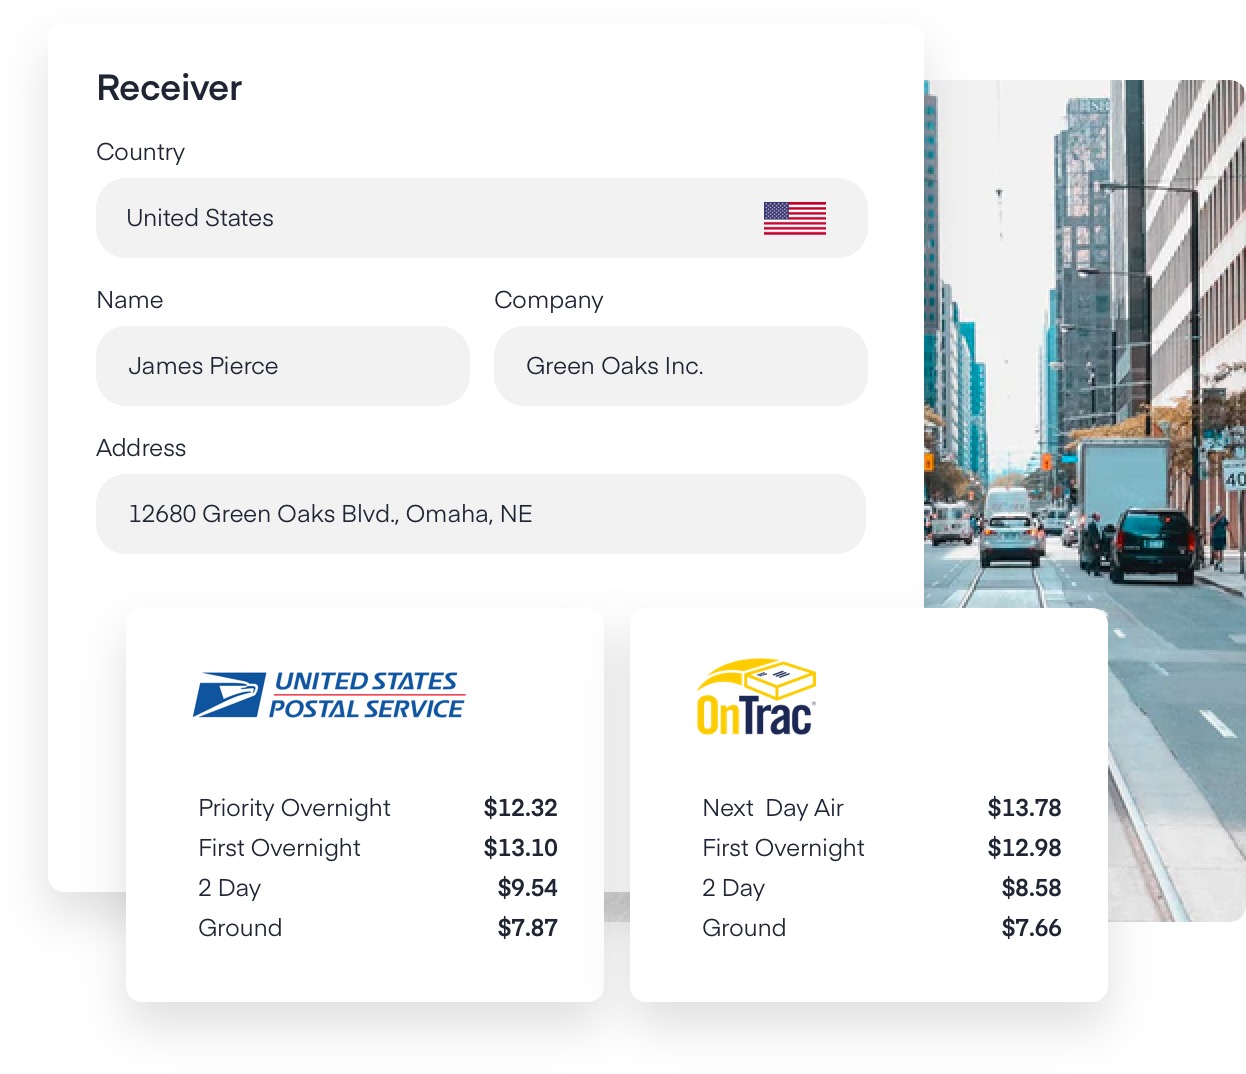 Receiver
Country
United States
Name
Company
James Pierce
Green Oaks Inc.
Address
12680 Green Oaks Blvd., Omaha, NE
UNITED STATES
POSTAL SERVICE
Priority Overnight $12.32
First Overnight $13.10
2 Day $9.54
Ground $7.87
OnTrac
Next  Day Air $13.78
First Overnight $12.98
2 Day $8.58
Ground $7.66
40